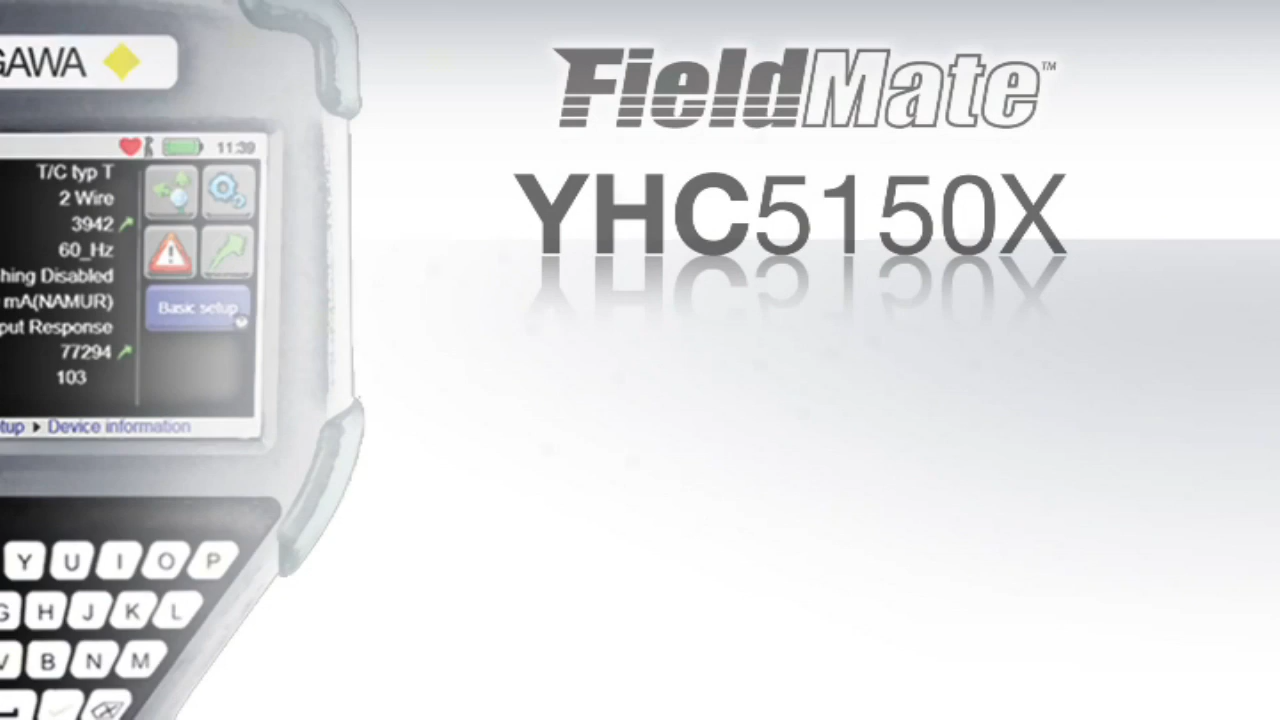 GAWA
FieldMate™
YHC5150X
11:39
T/C typ T
2 Wire
3942
60_Hz
hing Disabled
mA(NAMUR)
put Response
77294
103
Basic setup
tup ▸ Device information
Y U I O P
G H J K L
V B N M